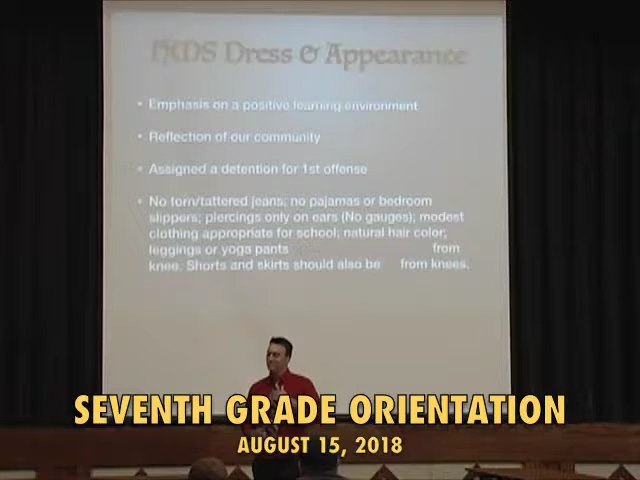 HMS Dress & Appearance
• Emphasis on a positive learning environment
• Reflection of our community
• Assigned a detention for 1st offense
• No torn/tattered jeans; no pajamas or bedroom
slippers; piercings only on ears (No gauges); modest
clothing appropriate for school; natural hair color;
leggings or yoga pants from
knee. Shorts and skirts should also be from knees.
SEVENTH GRADE ORIENTATION
AUGUST 15, 2018